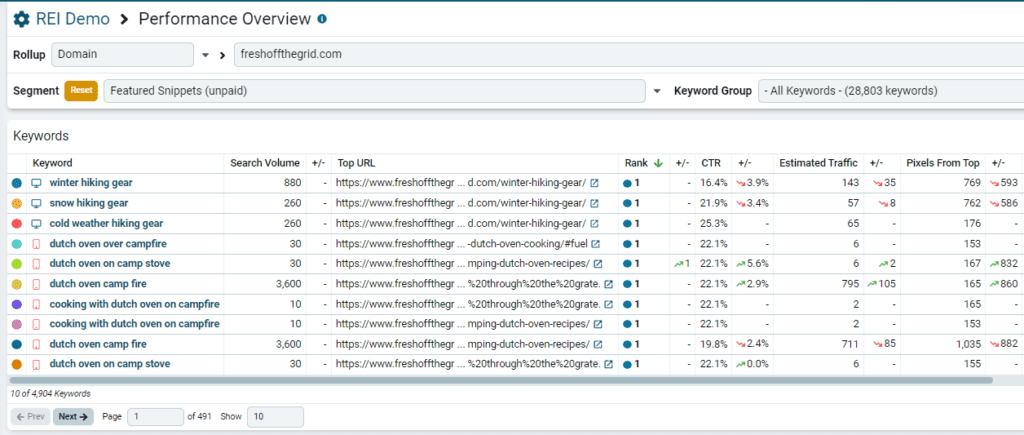 REI Demo > Performance Overview
Rollup Domain > freshoffthegrid.com
Segment Reset Featured Snippets (unpaid) Keyword Group - All Keywords - (28,803 keywords)
Keywords
Keyword Search Volume +/- Top URL Rank +/- CTR +/- Estimated Traffic +/- Pixels From Top +/-
winter hiking gear 880 - https://www.freshoffthegr ... d.com/winter-hiking-gear/ 1 - 16.4% 3.9% 143 35 769 593
snow hiking gear 260 - https://www.freshoffthegr ... d.com/winter-hiking-gear/ 1 - 21.9% 3.4% 57 8 762 586
cold weather hiking gear 260 - https://www.freshoffthegr ... d.com/winter-hiking-gear/ 1 - 25.3% - 65 - 176 -
dutch oven over campfire 30 - https://www.freshoffthegr ... -dutch-oven-cooking/#fuel 1 - 22.1% - 6 - 153 -
dutch oven on camp stove 30 - https://www.freshoffthegr ... mping-dutch-oven-recipes/ 1 1 22.1% 5.6% 6 2 167 832
dutch oven camp fire 3,600 - https://www.freshoffthegr ... %20through%20the%20grate. 1 - 22.1% 2.9% 795 105 165 860
cooking with dutch oven on campfire 10 - https://www.freshoffthegr ... %20through%20the%20grate. 1 - 22.1% - 2 - 165 -
cooking with dutch oven on campfire 10 - https://www.freshoffthegr ... mping-dutch-oven-recipes/ 1 - 22.1% - 2 - 153 -
dutch oven camp fire 3,600 - https://www.freshoffthegr ... mping-dutch-oven-recipes/ 1 - 19.8% 2.4% 711 85 1,035 882
dutch oven on camp stove 30 - https://www.freshoffthegr ... %20through%20the%20grate. 1 - 22.1% 0.0% 6 - 155 -
10 of 4,904 Keywords
← Prev Next → Page 1 of 491 Show 10